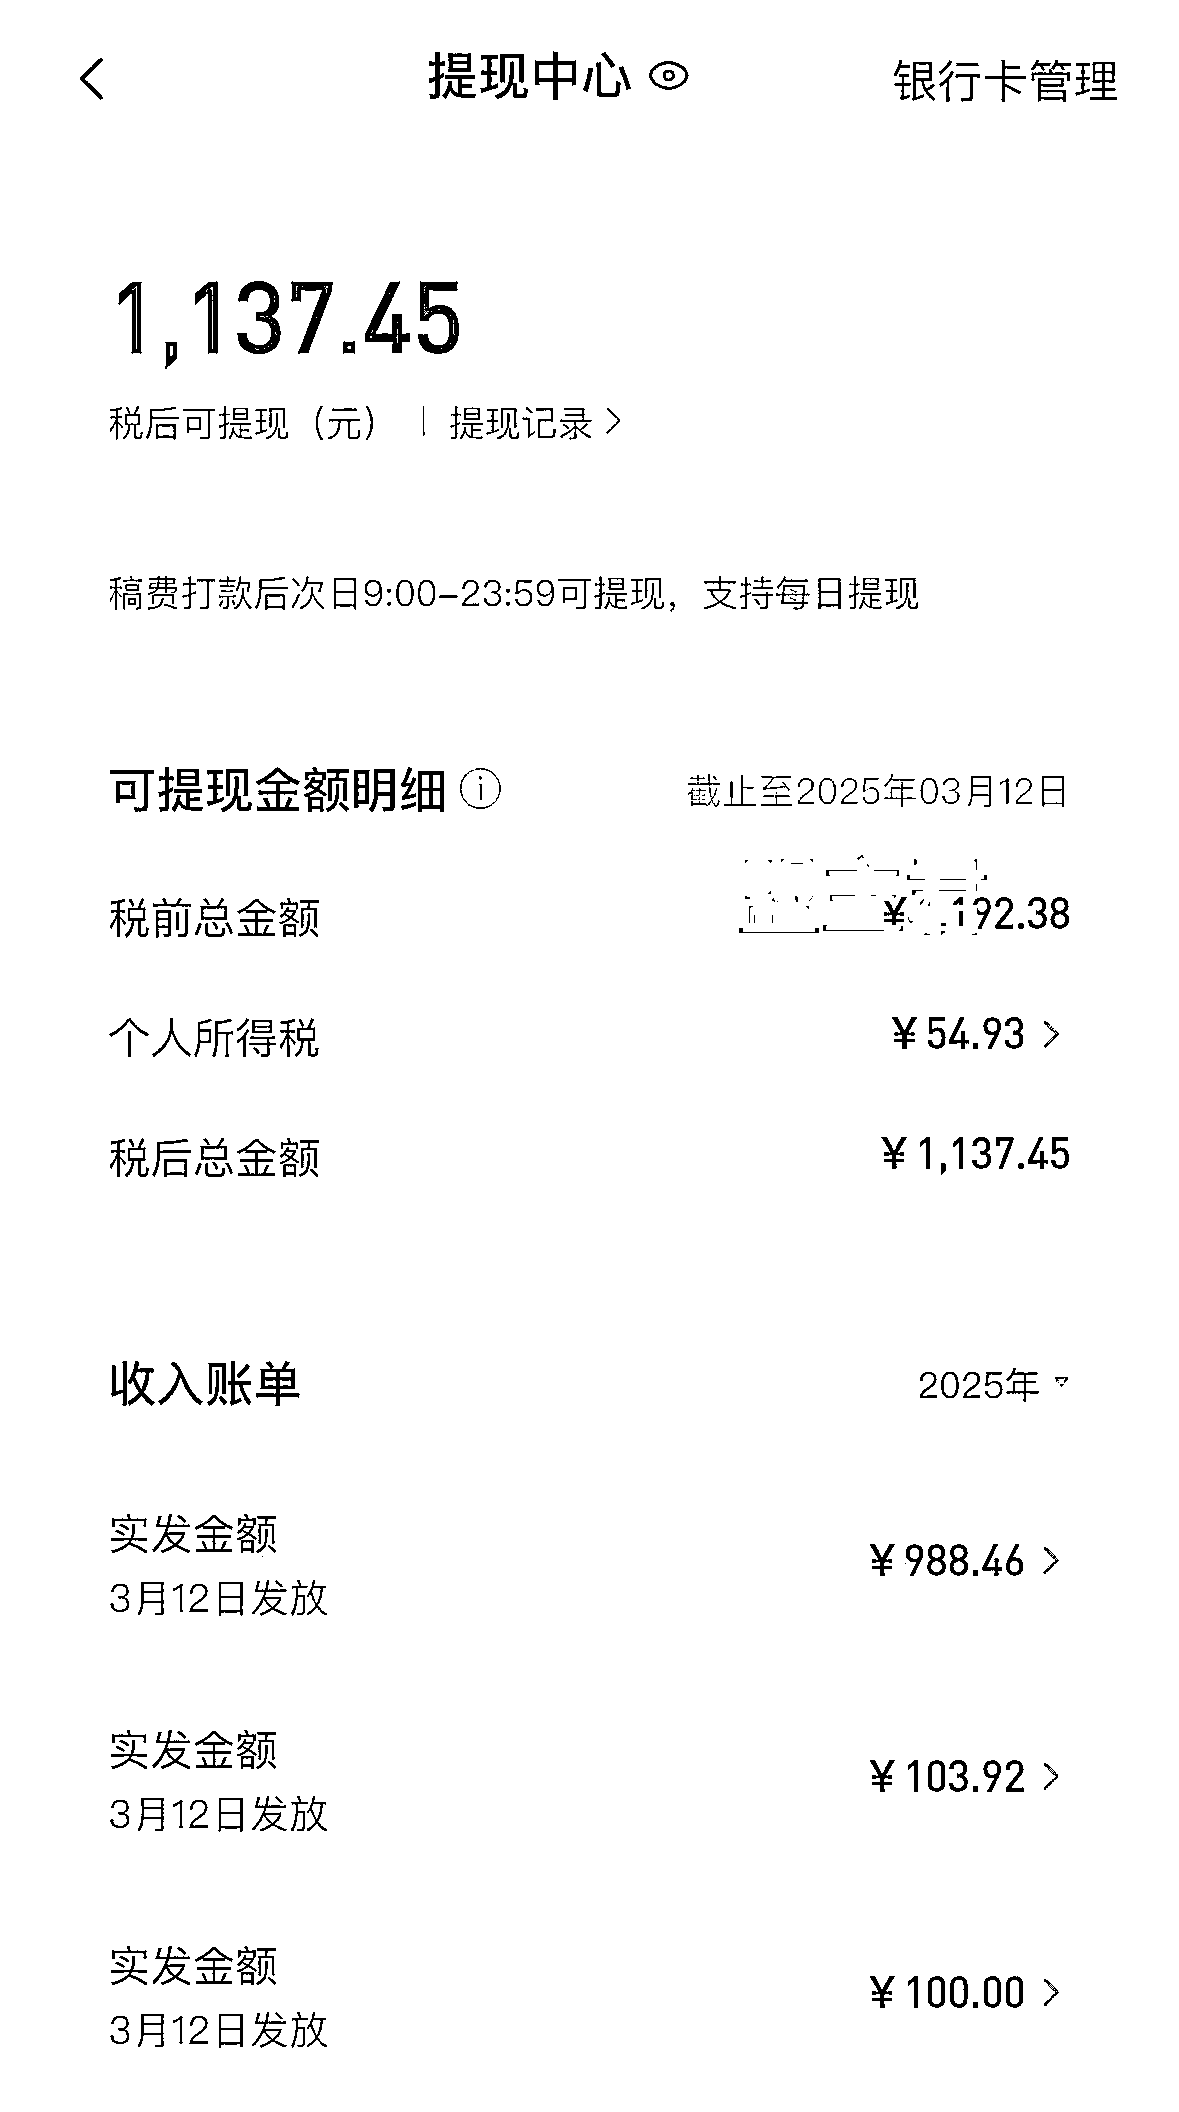 提现中心
银行卡管理
1,137.45
税后可提现（元） | 提现记录 >
稿费打款后次日9:00-23:59可提现，支持每日提现
可提现金额明细
截止至2025年03月12日
税前总金额 ¥ 192.38
个人所得税 ¥ 54.93 >
税后总金额 ¥ 1,137.45
收入账单 2025年
实发金额
3月12日发放
¥ 988.46 >
实发金额
3月12日发放
¥ 103.92 >
实发金额
3月12日发放
¥ 100.00 >